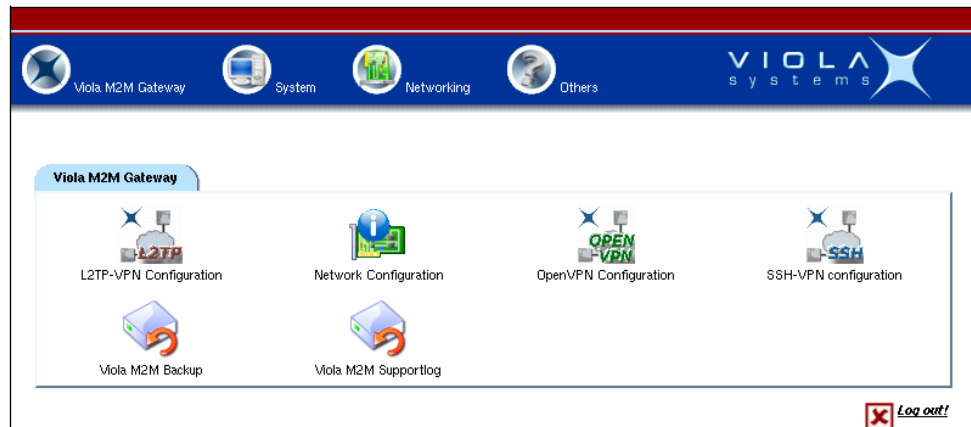 Viola M2M Gateway
System
Networking
Others
VIOLA
systems
Viola M2M Gateway
L2TP
OPEN
VPN
SSH
L2TP-VPN Configuration
Network Configuration
OpenVPN Configuration
SSH-VPN configuration
Viola M2M Backup
Viola M2M Supportlog
Log out!